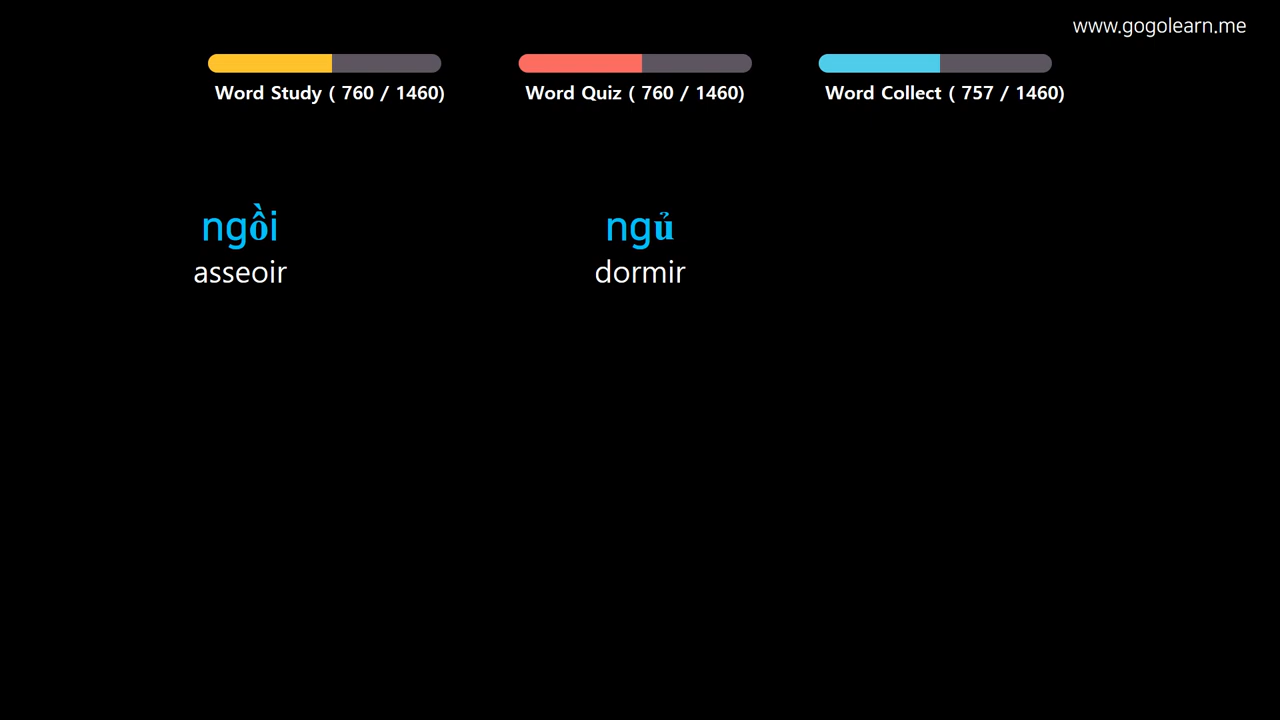 www.gogolearn.me
Word Study ( 760 / 1460)
Word Quiz ( 760 / 1460)
Word Collect ( 757 / 1460)
ngồi
asseoir
ngủ
dormir